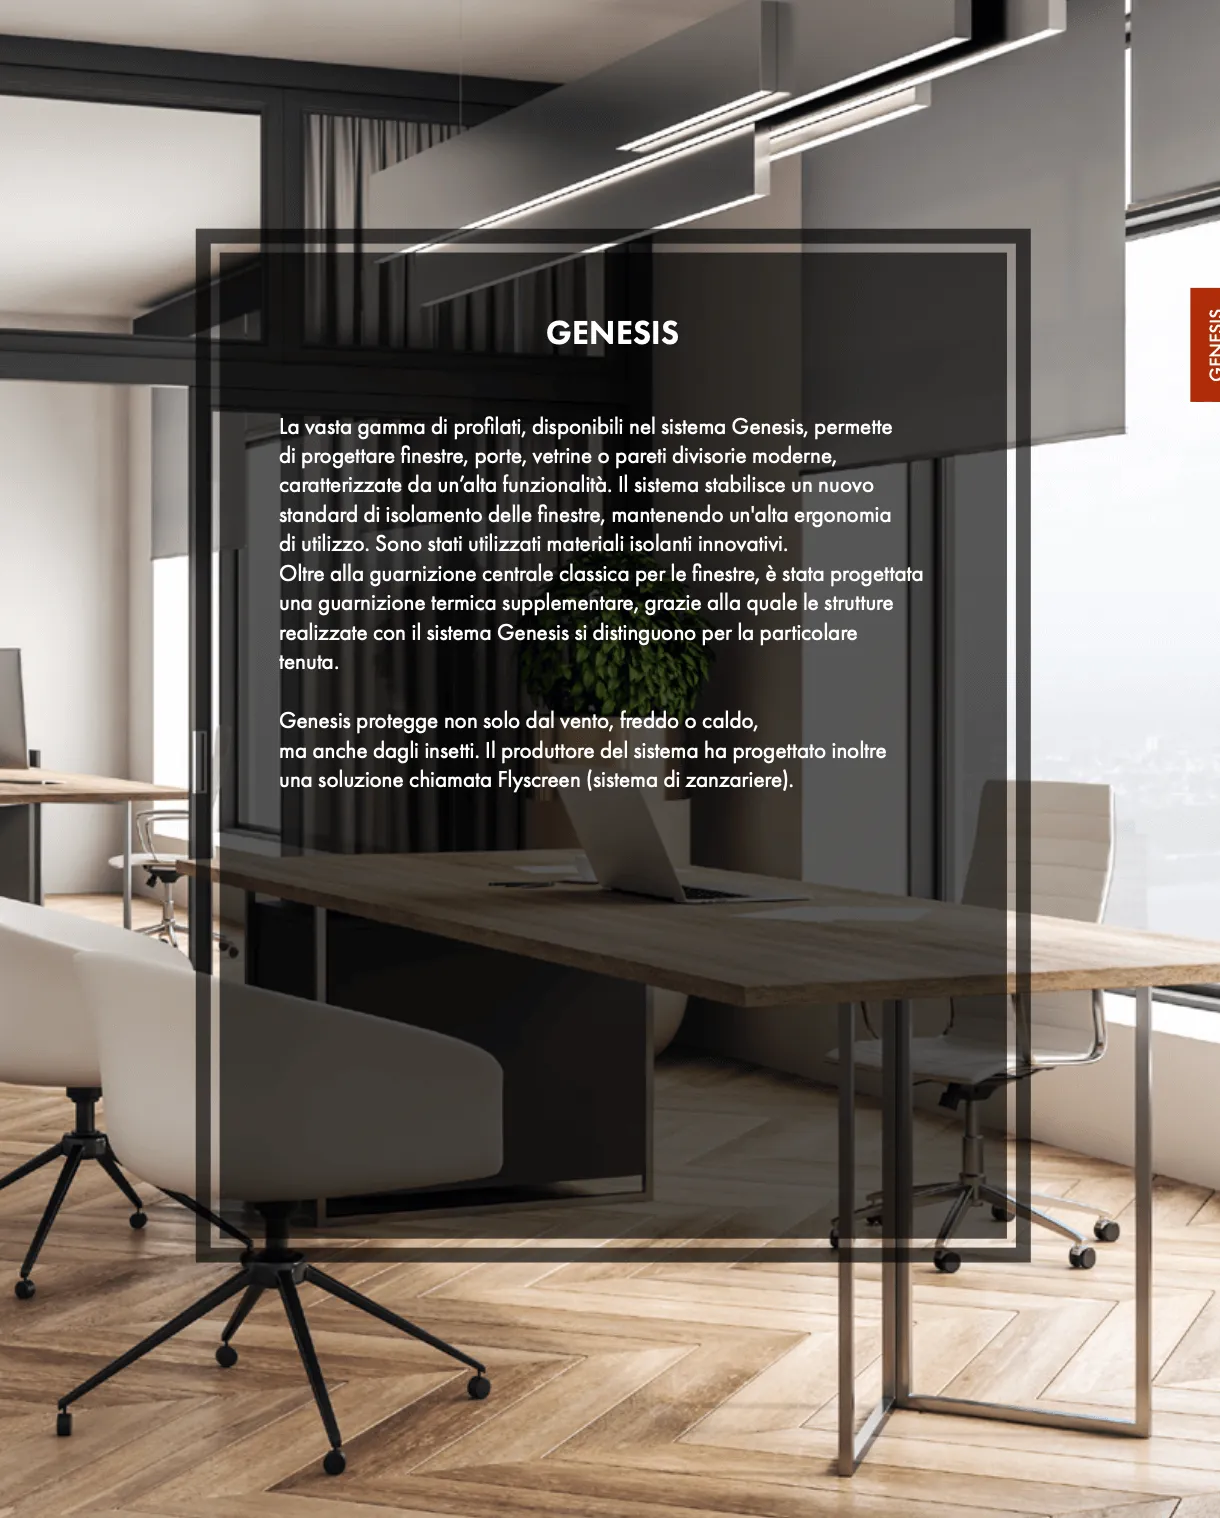 GENESIS
GENESIS
La vasta gamma di profilati, disponibili nel sistema Genesis, permette
di progettare finestre, porte, vetrine o pareti divisorie moderne,
caratterizzate da un’alta funzionalità. Il sistema stabilisce un nuovo
standard di isolamento delle finestre, mantenendo un'alta ergonomia
di utilizzo. Sono stati utilizzati materiali isolanti innovativi.
Oltre alla guarnizione centrale classica per le finestre, è stata progettata
una guarnizione termica supplementare, grazie alla quale le strutture
realizzate con il sistema Genesis si distinguono per la particolare
tenuta.
Genesis protegge non solo dal vento, freddo o caldo,
ma anche dagli insetti. Il produttore del sistema ha progettato inoltre
una soluzione chiamata Flyscreen (sistema di zanzariere).